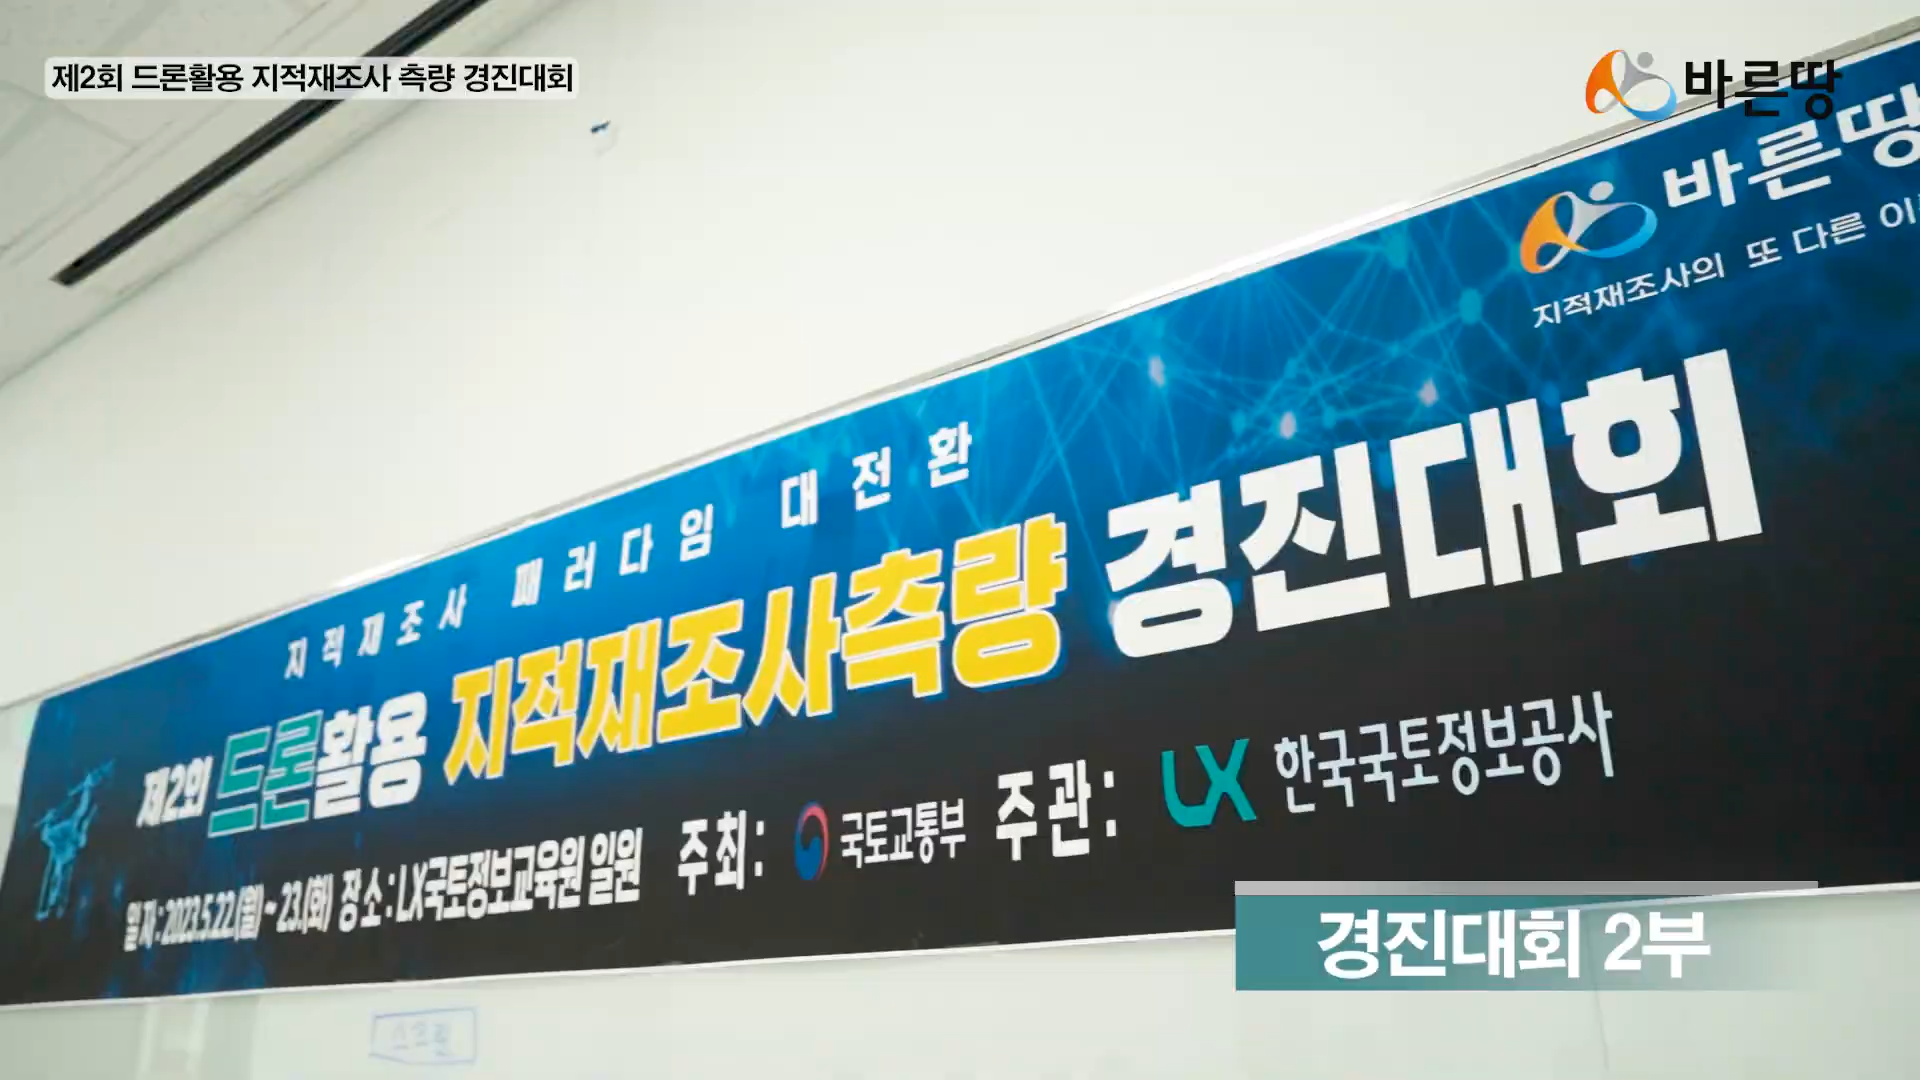 제2회 드론활용 지적재조사 측량 경진대회
바른땅
바른땅
지적재조사의 또 다른
지적재조사 패러다임 대전환
제2회 드론활용 지적재조사측량 경진대회
일자:2023.5.22.(월)~23.(화) 장소:LX국토정보교육원 일원 주최: 국토교통부 주관: LX 한국국토정보공사
경진대회 2부